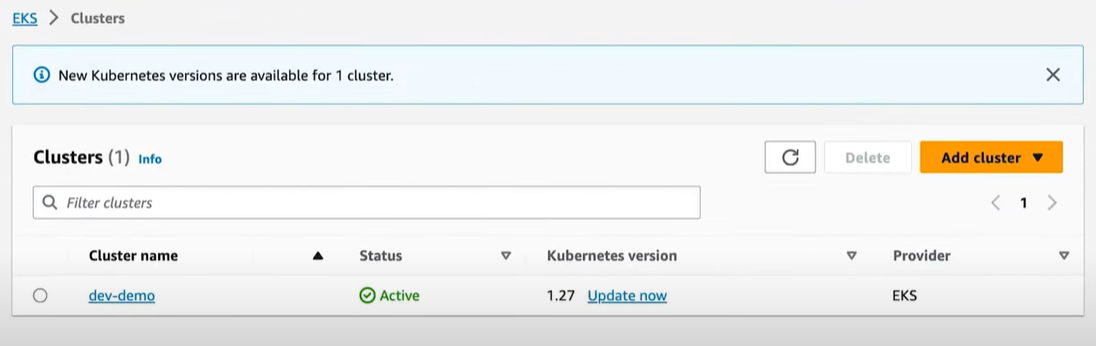 EKS > Clusters
New Kubernetes versions are available for 1 cluster.
Clusters (1) Info
Delete
Add cluster
Filter clusters
1
Cluster name Status Kubernetes version Provider
dev-demo Active 1.27 Update now EKS